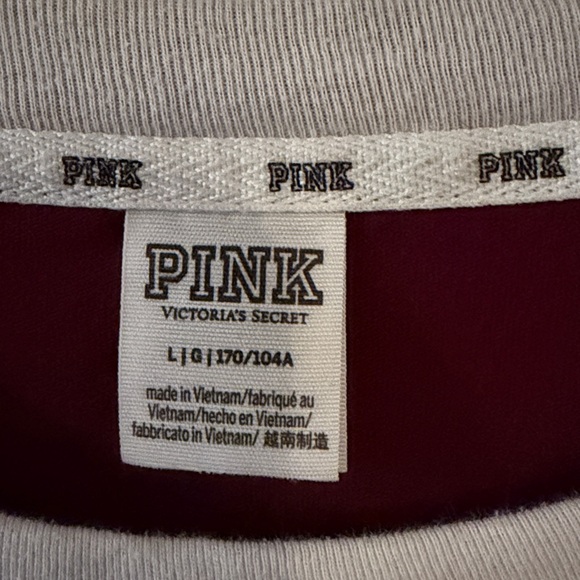 PINK PINK PINK
PINK
VICTORIA'S SECRET
L|G|170/104A
made in Vietnam/fabriqué au
Vietnam/hecho en Vietnam/
fabbricato in Vietnam/ 越南制造